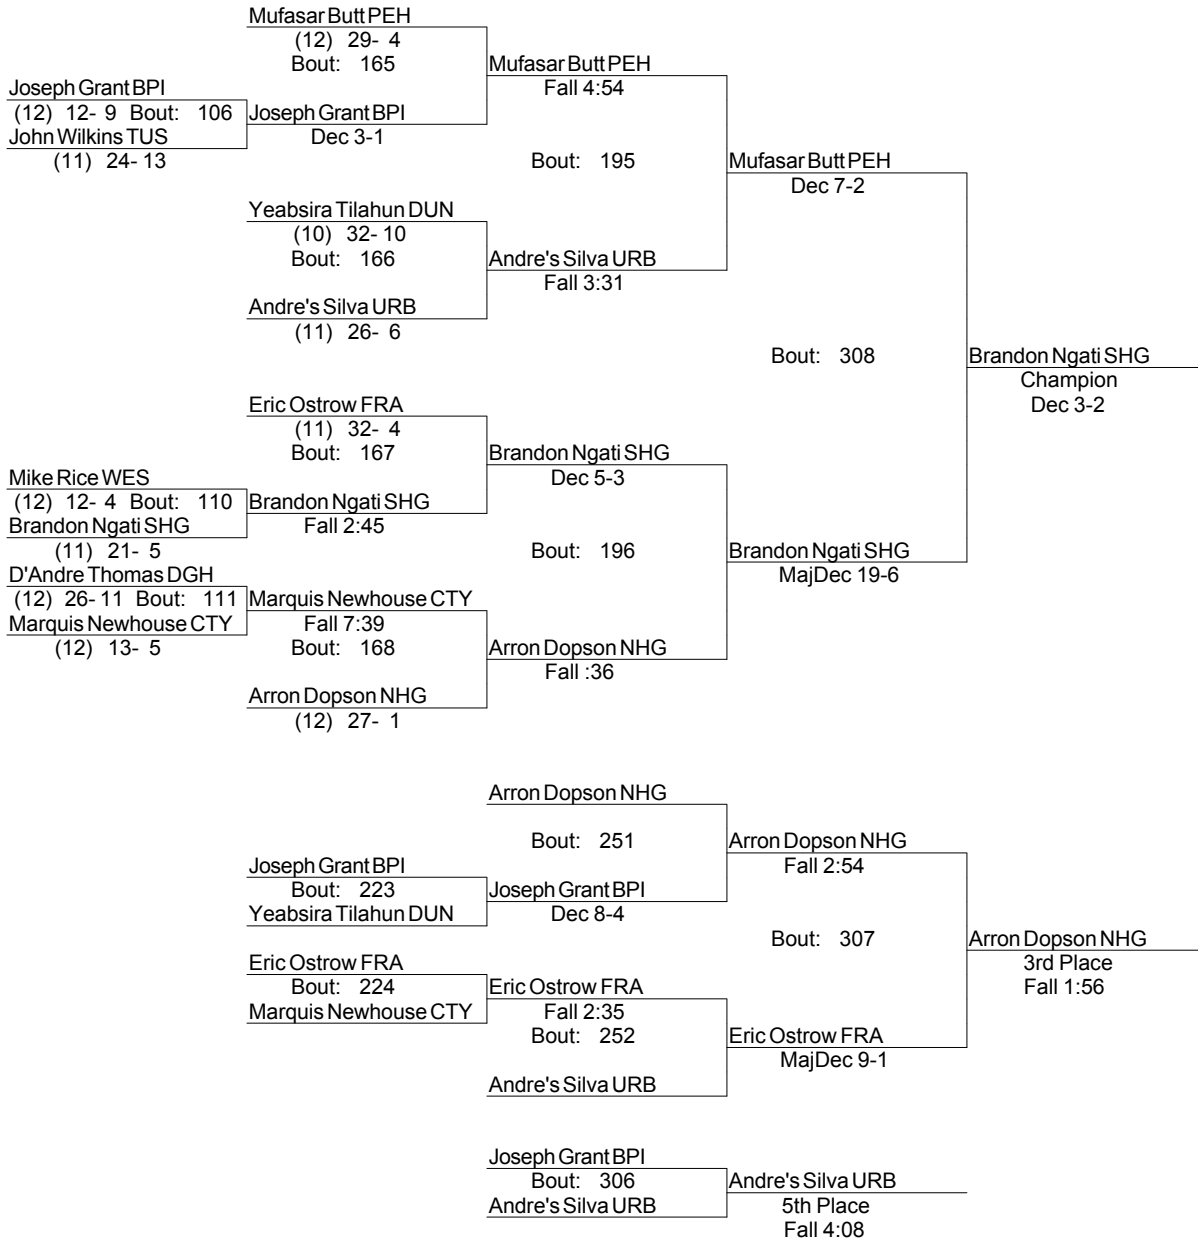 Mufasar Butt PEH
(12) 29- 4
Bout: 165
Mufasar Butt PEH
Fall 4:54
Joseph Grant BPI
(12) 12- 9 Bout: 106
Joseph Grant BPI
Dec 3-1
John Wilkins TUS
(11) 24- 13
Bout: 195
Mufasar Butt PEH
Dec 7-2
Yeabsira Tilahun DUN
(10) 32- 10
Bout: 166
Andre's Silva URB
Fall 3:31
Andre's Silva URB
(11) 26- 6
Bout: 308
Brandon Ngati SHG
Champion
Dec 3-2
Eric Ostrow FRA
(11) 32- 4
Bout: 167
Brandon Ngati SHG
Dec 5-3
Mike Rice WES
(12) 12- 4 Bout: 110
Brandon Ngati SHG
Fall 2:45
Brandon Ngati SHG
(11) 21- 5
Bout: 196
Brandon Ngati SHG
MajDec 19-6
D'Andre Thomas DGH
(12) 26- 11 Bout: 111
Marquis Newhouse CTY
Fall 7:39
Marquis Newhouse CTY
(12) 13- 5
Bout: 168
Arron Dopson NHG
Fall :36
Arron Dopson NHG
(12) 27- 1
Arron Dopson NHG
Bout: 251
Arron Dopson NHG
Fall 2:54
Joseph Grant BPI
Bout: 223
Joseph Grant BPI
Dec 8-4
Yeabsira Tilahun DUN
Bout: 307
Arron Dopson NHG
3rd Place
Fall 1:56
Eric Ostrow FRA
Bout: 224
Eric Ostrow FRA
Fall 2:35
Marquis Newhouse CTY
Bout: 252
Eric Ostrow FRA
MajDec 9-1
Andre's Silva URB
Joseph Grant BPI
Bout: 306
Andre's Silva URB
Andre's Silva URB
5th Place
Fall 4:08